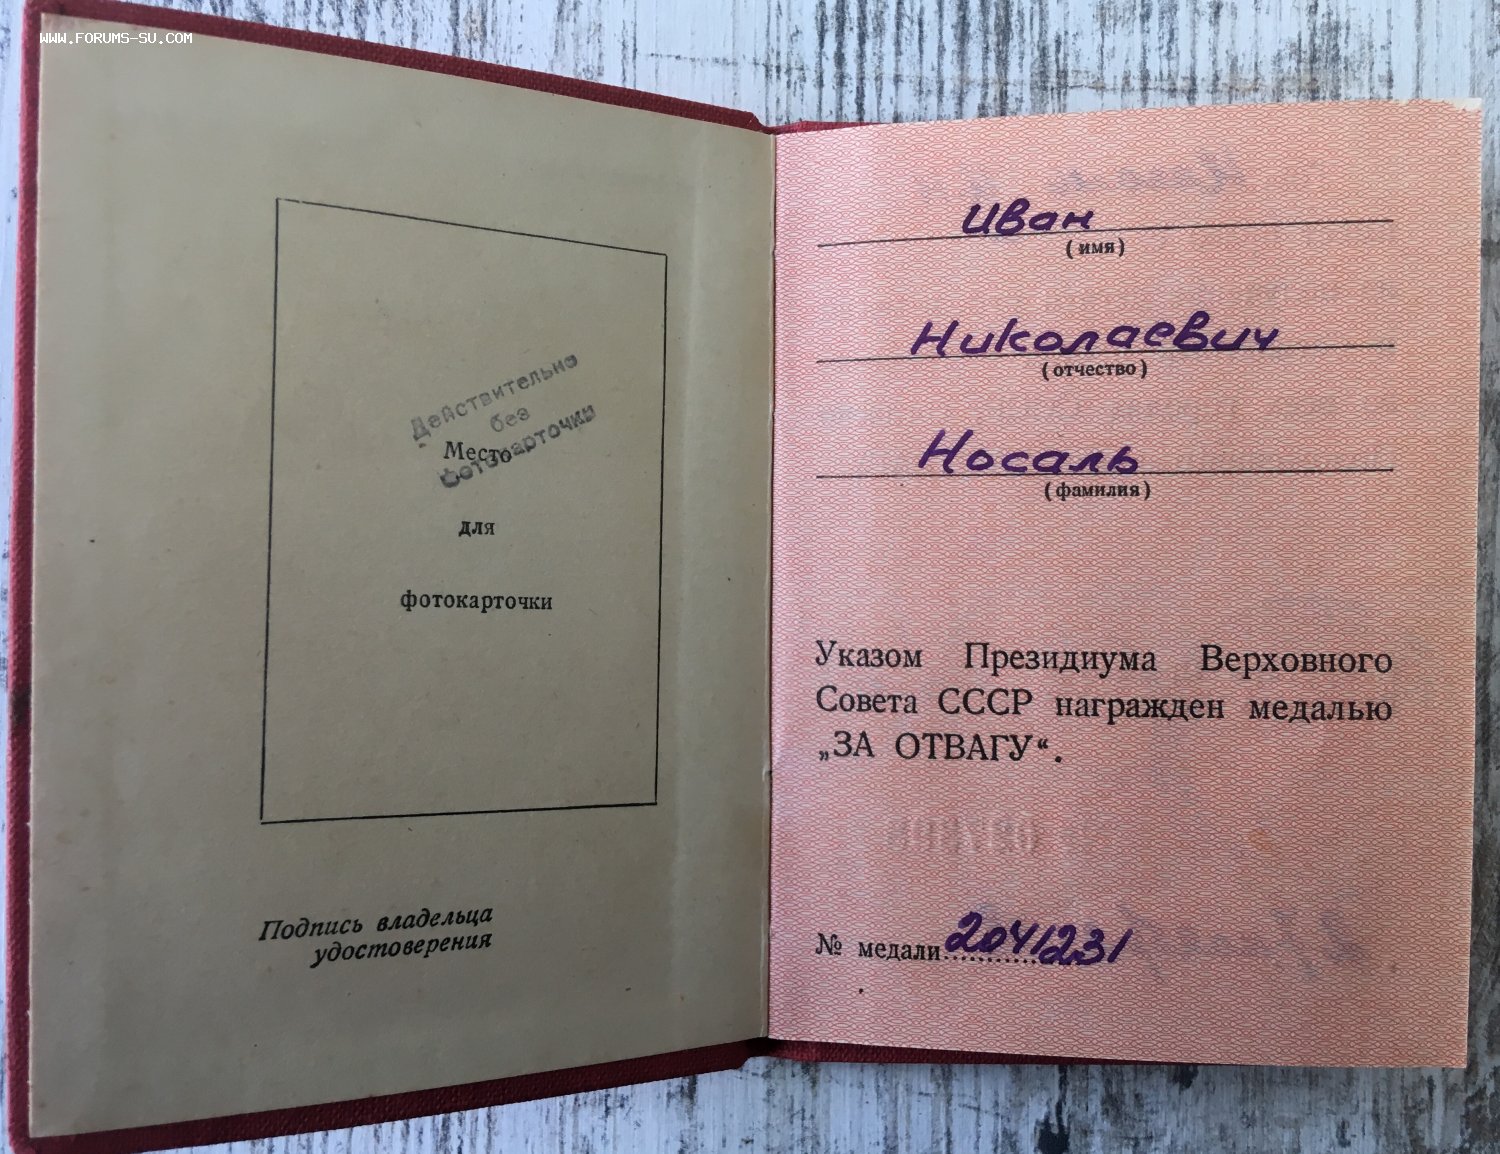 WWW.FORUMS-SU.COM
Действительно
без
фотокарточки
Место
для
фотокарточки
Подпись владельца
удостоверения
Иван
(имя)
Николаевич
(отчество)
Носаль
(фамилия)
Указом Президиума Верховного
Совета СССР награжден медалью
„ЗА ОТВАГУ“.
№ медали 2041231